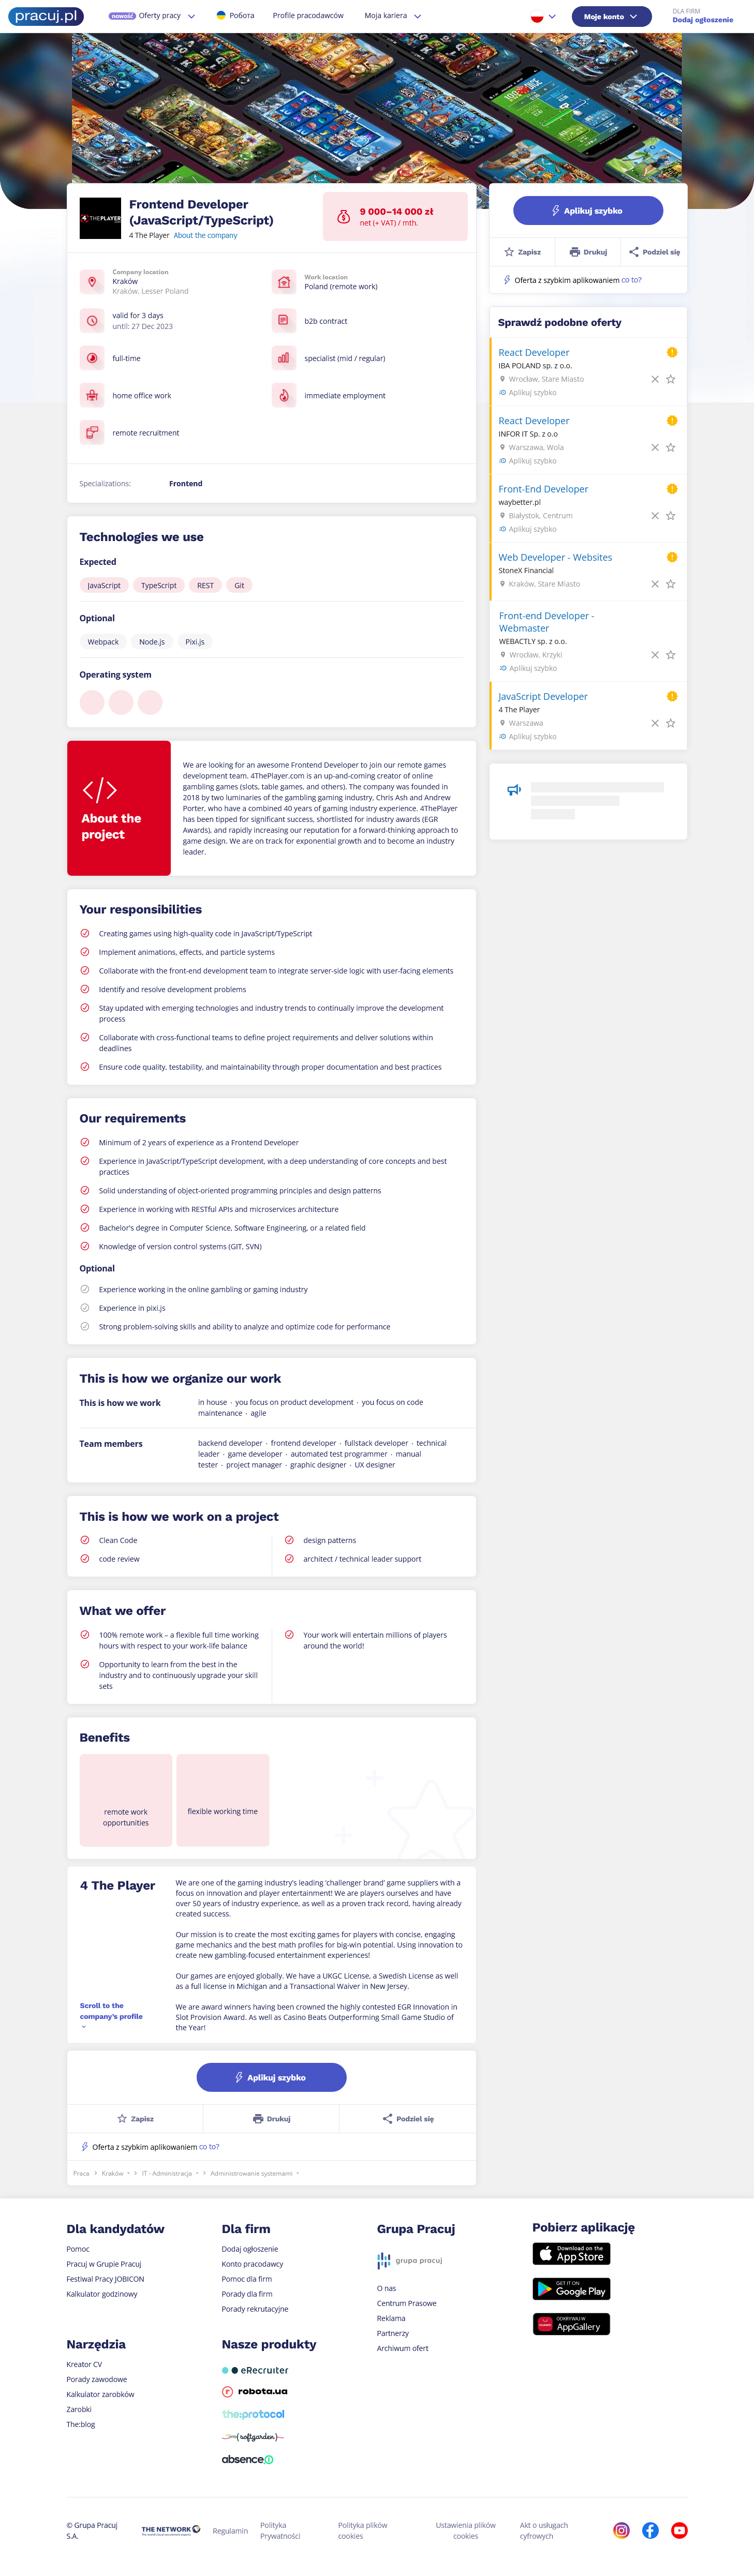 pracuj.pl
nowość Oferty pracy
Робота
Profile pracodawców
Moja kariera
Moje konto
DLA FIRM
Dodaj ogłoszenie
4THEPLAYER
Frontend Developer
(JavaScript/TypeScript)
4 The Player About the company
9 000–14 000 zł
net (+ VAT) / mth.
Company location
Kraków
Kraków, Lesser Poland
Work location
Poland (remote work)
valid for 3 days
until: 27 Dec 2023
b2b contract
full-time
specialist (mid / regular)
home office work
immediate employment
remote recruitment
Specializations:
Frontend
Aplikuj szybko
Zapisz
Drukuj
Podziel się
Oferta z szybkim aplikowaniem co to?
Sprawdź podobne oferty
React Developer
IBA POLAND sp. z o.o.
Wrocław, Stare Miasto
Aplikuj szybko
React Developer
INFOR IT Sp. z o.o
Warszawa, Wola
Aplikuj szybko
Front-End Developer
waybetter.pl
Białystok, Centrum
Aplikuj szybko
Web Developer - Websites
StoneX Financial
Kraków, Stare Miasto
Front-end Developer -
Webmaster
WEBACTLY sp. z o.o.
Wrocław, Krzyki
Aplikuj szybko
JavaScript Developer
4 The Player
Warszawa
Aplikuj szybko
Technologies we use
Expected
JavaScript
TypeScript
REST
Git
Optional
Webpack
Node.js
Pixi.js
Operating system
</>
About the
project
We are looking for an awesome Frontend Developer to join our remote games
development team. 4ThePlayer.com is an up-and-coming creator of online
gambling games (slots, table games, and others). The company was founded in
2018 by two luminaries of the gambling gaming industry, Chris Ash and Andrew
Porter, who have a combined 40 years of gaming industry experience. 4ThePlayer
has been tipped for significant success, shortlisted for industry awards (EGR
Awards), and rapidly increasing our reputation for a forward-thinking approach to
game design. We are on track for exponential growth and to become an industry
leader.
Your responsibilities
Creating games using high-quality code in JavaScript/TypeScript
Implement animations, effects, and particle systems
Collaborate with the front-end development team to integrate server-side logic with user-facing elements
Identify and resolve development problems
Stay updated with emerging technologies and industry trends to continually improve the development
process
Collaborate with cross-functional teams to define project requirements and deliver solutions within
deadlines
Ensure code quality, testability, and maintainability through proper documentation and best practices
Our requirements
Minimum of 2 years of experience as a Frontend Developer
Experience in JavaScript/TypeScript development, with a deep understanding of core concepts and best
practices
Solid understanding of object-oriented programming principles and design patterns
Experience in working with RESTful APIs and microservices architecture
Bachelor's degree in Computer Science, Software Engineering, or a related field
Knowledge of version control systems (GIT, SVN)
Optional
Experience working in the online gambling or gaming industry
Experience in pixi.js
Strong problem-solving skills and ability to analyze and optimize code for performance
This is how we organize our work
This is how we work
in house · you focus on product development · you focus on code
maintenance · agile
Team members
backend developer · frontend developer · fullstack developer · technical
leader · game developer · automated test programmer · manual
tester · project manager · graphic designer · UX designer
This is how we work on a project
Clean Code
design patterns
code review
architect / technical leader support
What we offer
100% remote work – a flexible full time working
hours with respect to your work-life balance
Your work will entertain millions of players
around the world!
Opportunity to learn from the best in the
industry and to continuously upgrade your skill
sets
Benefits
remote work
opportunities
flexible working time
4 The Player
Scroll to the
company's profile
We are one of the gaming industry's leading 'challenger brand' game suppliers with a
focus on innovation and player entertainment! We are players ourselves and have
over 50 years of industry experience, as well as a proven track record, having already
created success.
Our mission is to create the most exciting games for players with concise, engaging
game mechanics and the best math profiles for big-win potential. Using innovation to
create new gambling-focused entertainment experiences!
Our games are enjoyed globally. We have a UKGC License, a Swedish License as well
as a full license in Michigan and a Transactional Waiver in New Jersey.
We are award winners having been crowned the highly contested EGR Innovation in
Slot Provision Award. As well as Casino Beats Outperforming Small Game Studio of
the Year!
Aplikuj szybko
Zapisz
Drukuj
Podziel się
Oferta z szybkim aplikowaniem co to?
Praca
Kraków
IT - Administracja
Administrowanie systemami
Dla kandydatów
Pomoc
Pracuj w Grupie Pracuj
Festiwal Pracy JOBICON
Kalkulator godzinowy
Dla firm
Dodaj ogłoszenie
Konto pracodawcy
Pomoc dla firm
Porady dla firm
Porady rekrutacyjne
Grupa Pracuj
grupa pracuj
O nas
Centrum Prasowe
Reklama
Partnerzy
Archiwum ofert
Pobierz aplikację
Download on the
App Store
GET IT ON
Google Play
ODKRYWAJ W
AppGallery
Narzędzia
Kreator CV
Porady zawodowe
Kalkulator zarobków
Zarobki
The:blog
Nasze produkty
eRecruiter
robota.ua
the:protocol
softgarden
absence
© Grupa Pracuj
S.A.
THE NETWORK
Regulamin
Polityka
Prywatności
Polityka plików
cookies
Ustawienia plików
cookies
Akt o usługach
cyfrowych